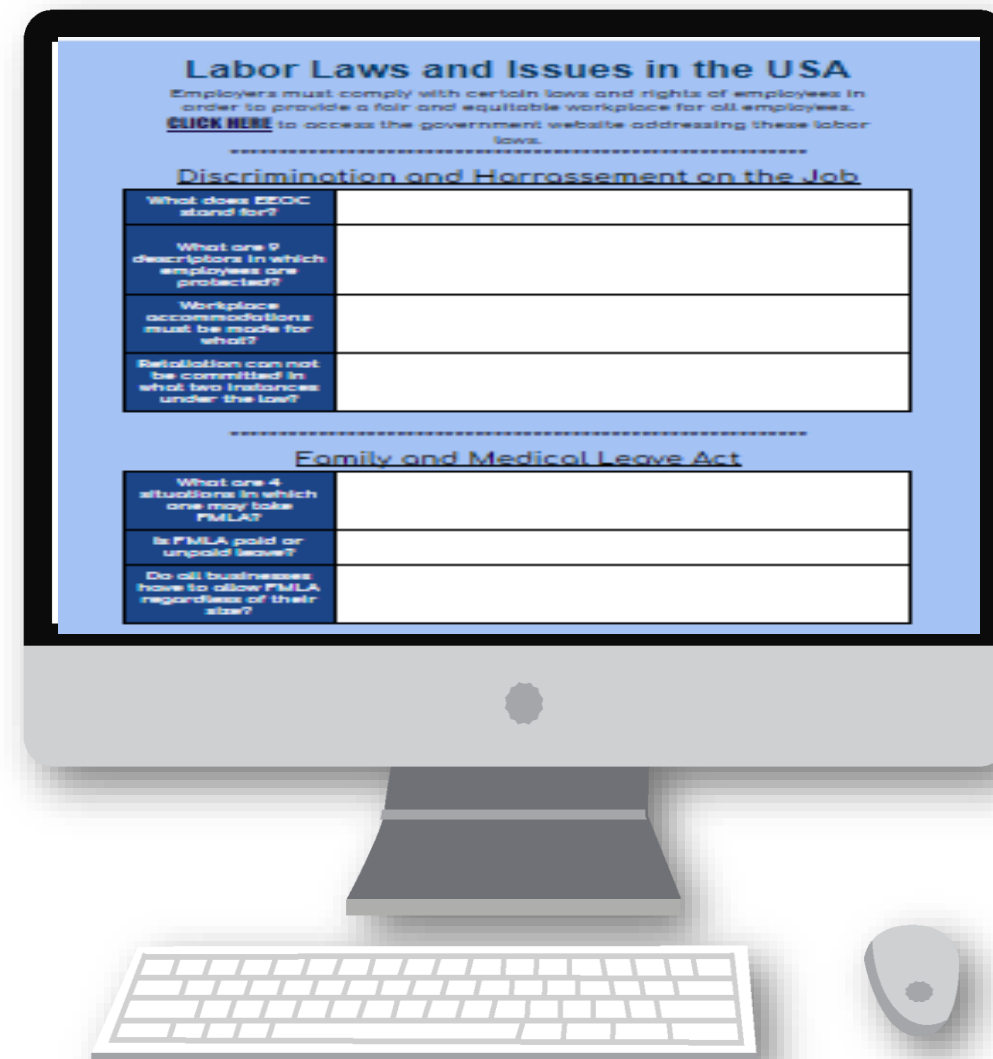 Labor Laws and Issues in the USA
Employers must comply with certain laws and rights of employees in
order to provide a fair and equitable workplace for all employees.
CLICK HERE to access the government website addressing these labor
laws.
Discrimination and Harrassement on the Job
What does EEOC
stand for?
What are 9
descriptors in which
employees are
protected?
Workplace
accommodations
must be made for
what?
Retaliation can not
be committed in
what two instances
under the law?
Family and Medical Leave Act
What are 4
situations in which
one may take
FMLA?
Is FMLA paid or
unpaid leave?
Do all businesses
have to allow FMLA
regardless of their
size?